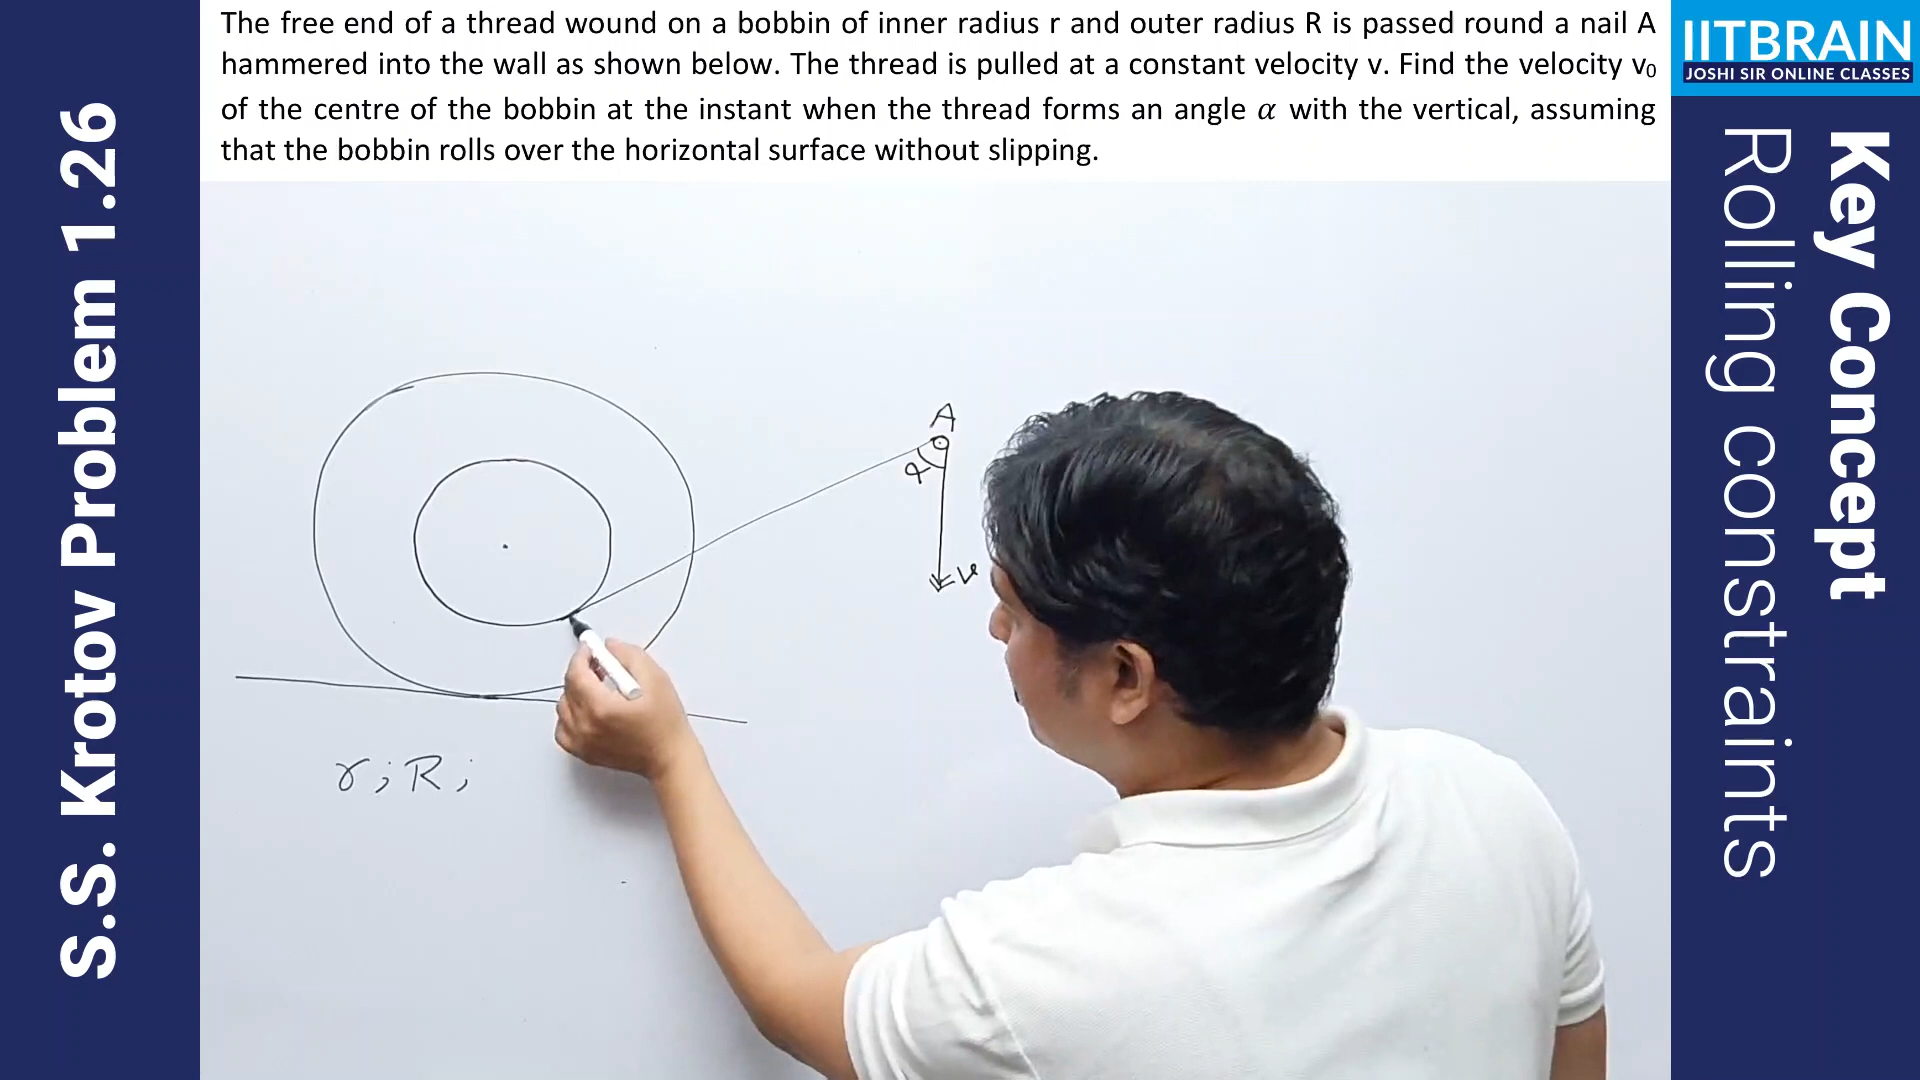 The free end of a thread wound on a bobbin of inner radius r and outer radius R is passed round a nail A
hammered into the wall as shown below. The thread is pulled at a constant velocity v. Find the velocity v₀
of the centre of the bobbin at the instant when the thread forms an angle α with the vertical, assuming
that the bobbin rolls over the horizontal surface without slipping.
IITBRAIN
JOSHI SIR ONLINE CLASSES
S.S. Krotov Problem 1.26
Key Concept
Rolling constraints
A
α
v
r ; R ;